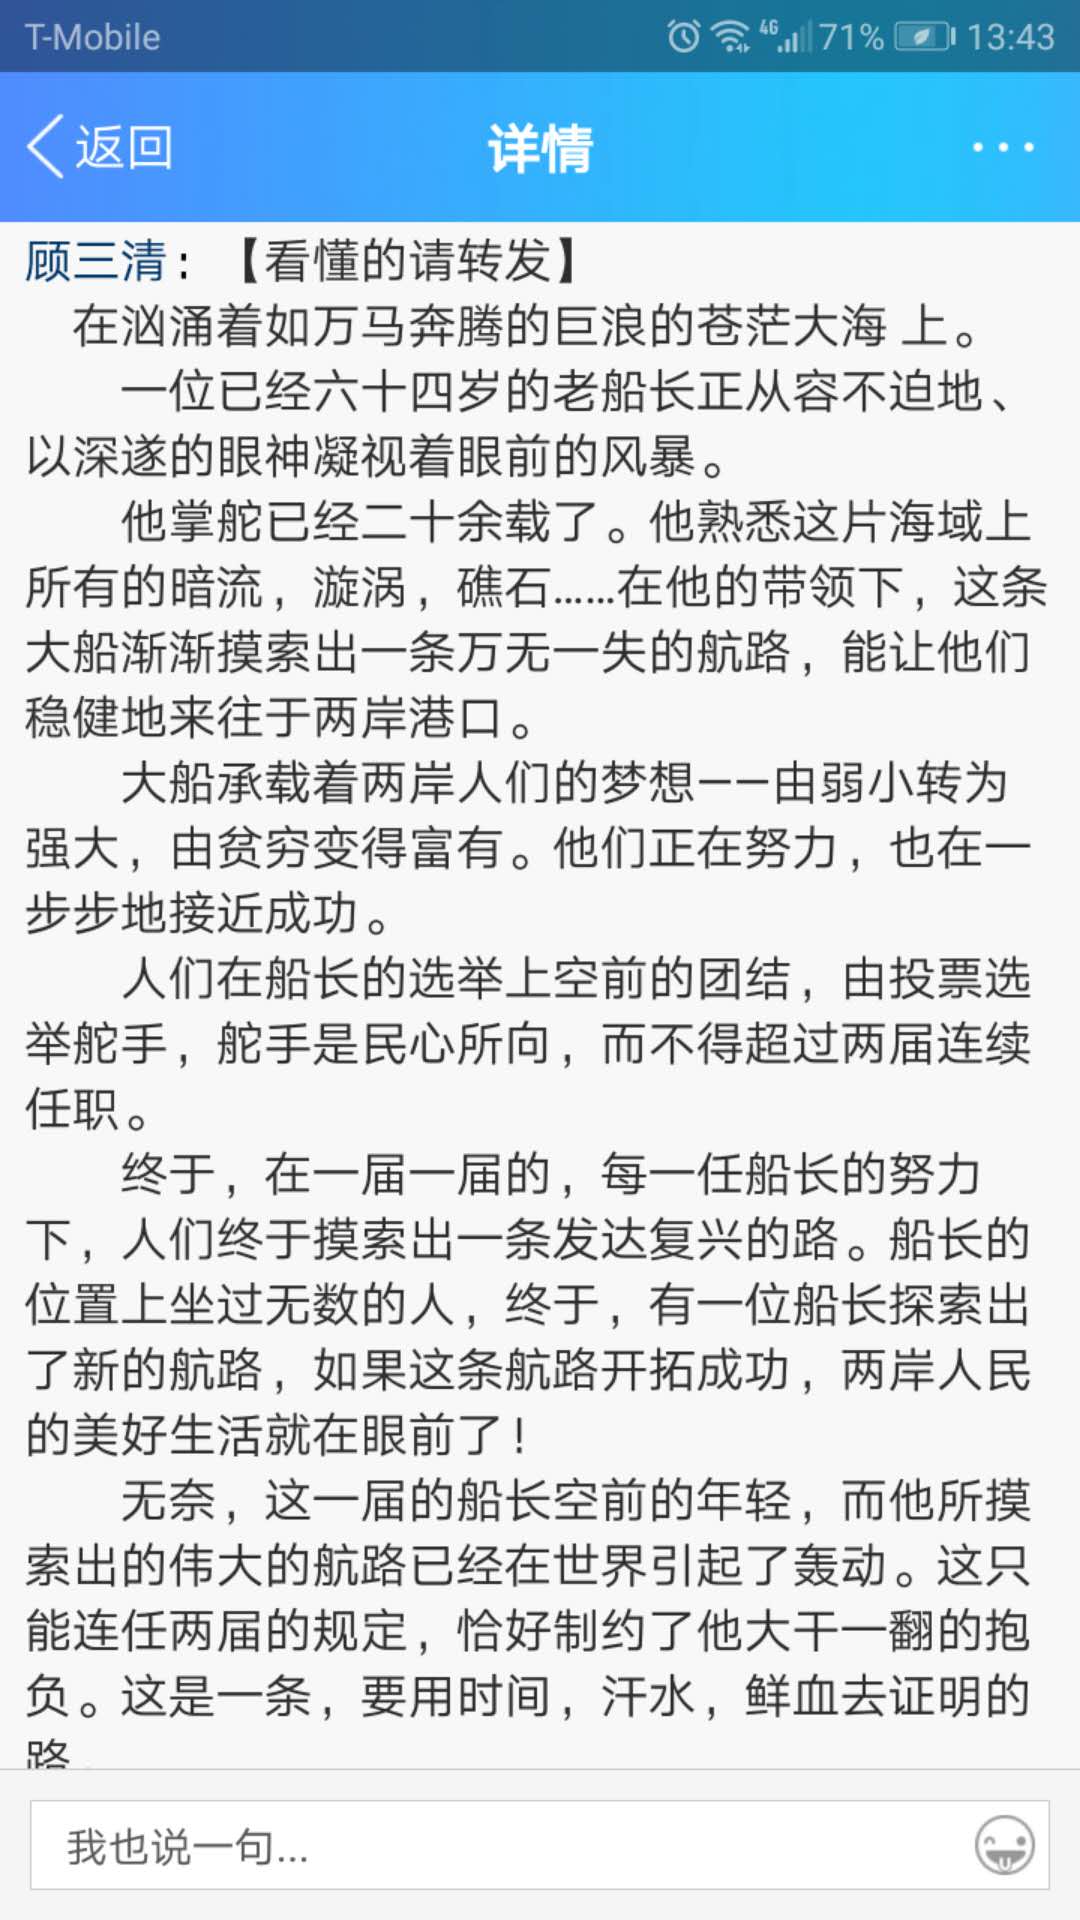 T-Mobile 4G 71% 13:43
返回 详情 ...
顾三清：【看懂的请转发】
在汹涌着如万马奔腾的巨浪的苍茫大海 上。
一位已经六十四岁的老船长正从容不迫地、
以深遂的眼神凝视着眼前的风暴。
他掌舵已经二十余载了。他熟悉这片海域上
所有的暗流，漩涡，礁石……在他的带领下，这条
大船渐渐摸索出一条万无一失的航路，能让他们
稳健地来往于两岸港口。
大船承载着两岸人们的梦想——由弱小转为
强大，由贫穷变得富有。他们正在努力，也在一
步步地接近成功。
人们在船长的选举上空前的团结，由投票选
举舵手，舵手是民心所向，而不得超过两届连续
任职。
终于，在一届一届的，每一任船长的努力
下，人们终于摸索出一条发达复兴的路。船长的
位置上坐过无数的人，终于，有一位船长探索出
了新的航路，如果这条航路开拓成功，两岸人民
的美好生活就在眼前了！
无奈，这一届的船长空前的年轻，而他所摸
索出的伟大的航路已经在世界引起了轰动。这只
能连任两届的规定，恰好制约了他大干一翻的抱
负。这是一条，要用时间，汗水，鲜血去证明的
路。
我也说一句...